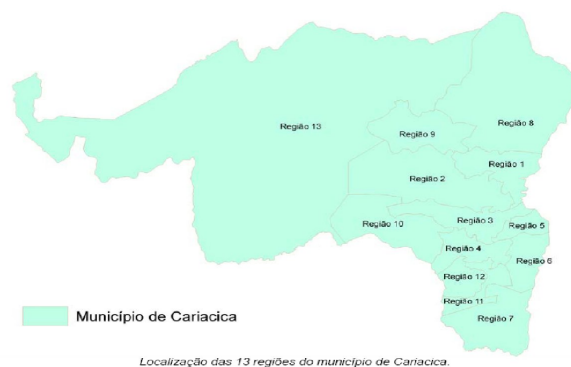 Região 8
Região 13
Região 9
Região 1
Região 2
Região 3
Região 10
Região 5
Região 4
Região 6
Região 12
Região 11
Região 7
Município de Cariacica
Localização das 13 regiões do município de Cariacica.